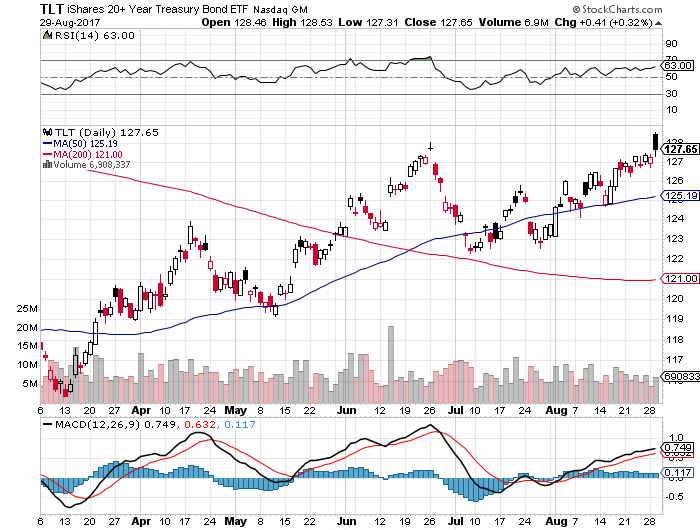 TLT iShares 20+ Year Treasury Bond ETF Nasdaq GM © StockCharts.com
29-Aug-2017 Open 128.46 High 128.53 Low 127.31 Close 127.65 Volume 6.9M Chg +0.41 (+0.32%)
RSI(14) 63.00
90
70
63.00
50
30
10
TLT (Daily) 127.65
MA(50) 125.19
MA(200) 121.00
Volume 6,908,337
128
127.65
127
126
125.19
124
123
122
121.00
120
119
118
117
116
25M
20M
15M
10M
5M
6908337
6 13 20 27 Apr 10 17 24 May 8 15 22 Jun 12 19 26 Jul 10 17 24 Aug 7 14 21 28
MACD(12,26,9) 0.749, 0.632, 0.117
1.0
0.749
0.117
-0.5
6 13 20 27 Apr 10 17 24 May 8 15 22 Jun 12 19 26 Jul 10 17 24 Aug 7 14 21 28